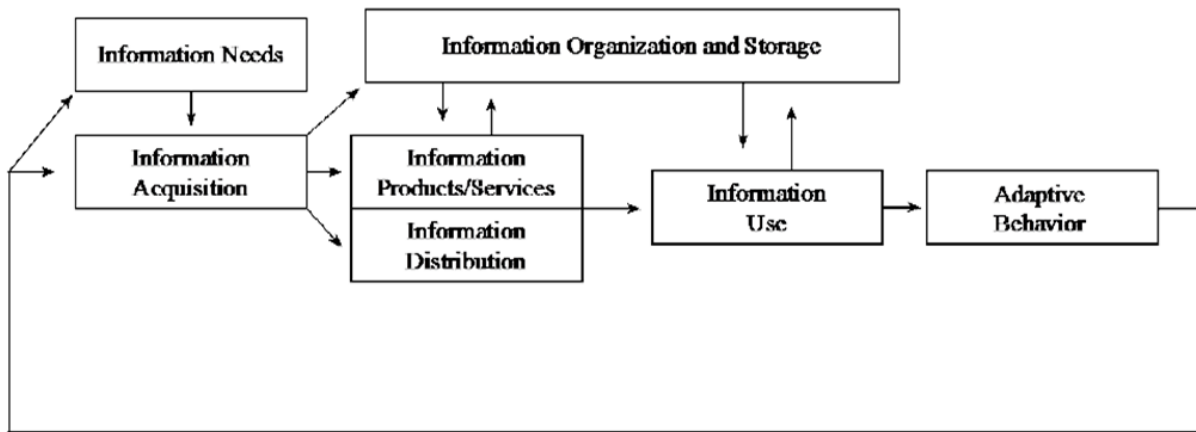 Information Needs
Information Organization and Storage
Information
Acquisition
Information
Products/Services
Information
Distribution
Information
Use
Adaptive
Behavior